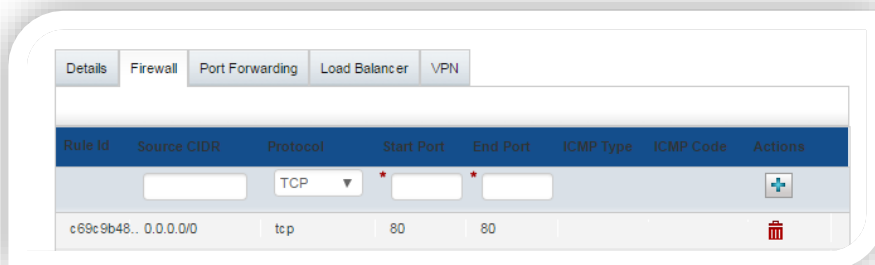 Details Firewall Port Forwarding Load Balancer VPN
Rule Id Source CIDR Protocol Start Port End Port ICMP Type ICMP Code Actions
TCP ▼ * *
c69c9b48.. 0.0.0.0/0 tcp 80 80